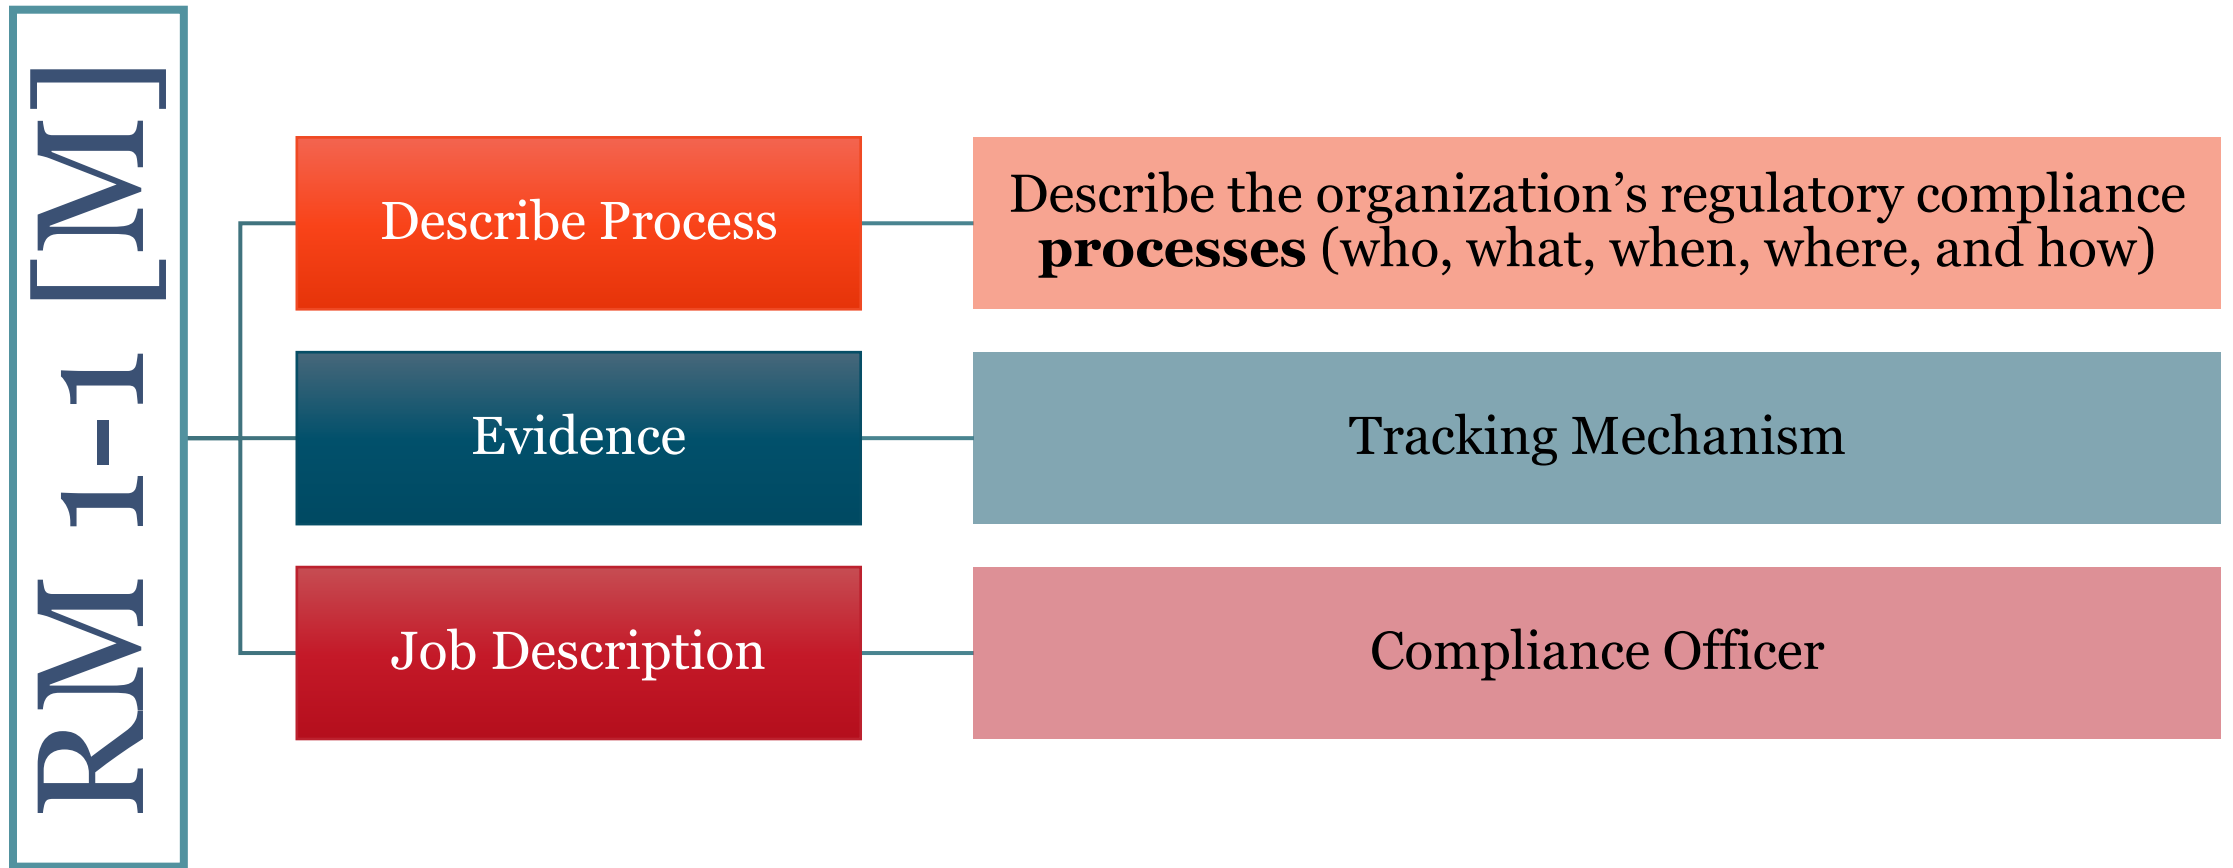 RM 1-1 [M]
Describe Process
Describe the organization’s regulatory compliance
processes (who, what, when, where, and how)
Evidence
Tracking Mechanism
Job Description
Compliance Officer